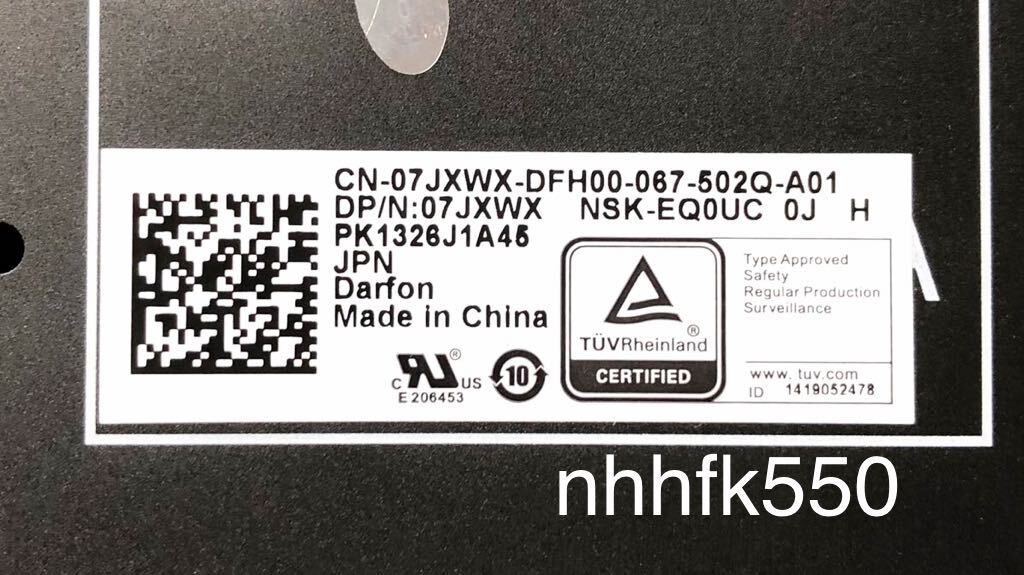 CN-07JXWX-DFH00-067-502Q-A01
DP/N:07JXWX NSK-EQ0UC 0J H
PK1326J1A45
JPN
Darfon
Made in China
c RU ® US
E206453
10
TÜVRheinland ®
CERTIFIED
Type Approved
Safety
Regular Production
Surveillance
www.tuv.com
ID 1419052478
nhhfk550